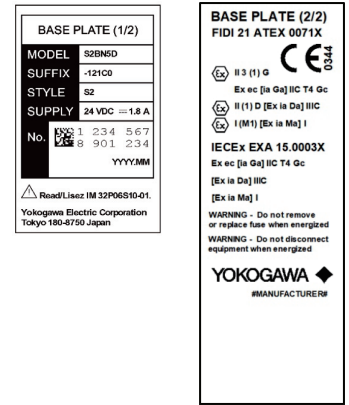 BASE PLATE (1/2)
MODEL S2BN5D
SUFFIX -121C0
STYLE S2
SUPPLY 24 VDC ⎓ 1.8 A
No. 1 234 567
8 901 234
YYYY.MM
Read/Lisez IM 32P06S10-01.
Yokogawa Electric Corporation
Tokyo 180-8750 Japan
BASE PLATE (2/2)
FIDI 21 ATEX 0071X
CE 0344
Ex II 3 (1) G
Ex ec [ia Ga] IIC T4 Gc
Ex II (1) D [Ex ia Da] IIIC
Ex I (M1) [Ex ia Ma] I
IECEx EXA 15.0003X
Ex ec [ia Ga] IIC T4 Gc
[Ex ia Da] IIIC
[Ex ia Ma] I
WARNING - Do not remove
or replace fuse when energized
WARNING - Do not disconnect
equipment when energized
YOKOGAWA
#MANUFACTURER#